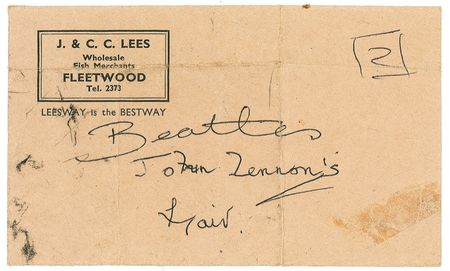 J. & C. C. LEES
Wholesale
Fish Merchants
FLEETWOOD
Tel. 2373
LEESWAY is the BESTWAY
2
Beatles
John Lennon's
Hair.